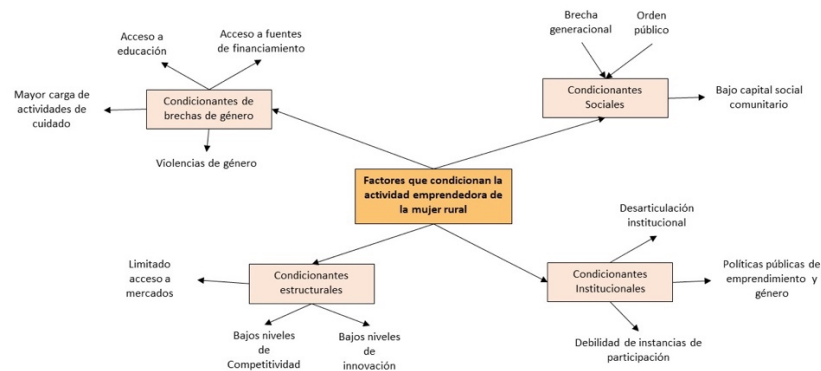 Acceso a
educación
Acceso a fuentes
de financiamiento
Mayor carga de
actividades de
cuidado
Condicionantes de
brechas de género
Violencias de género
Brecha
generacional
Orden
público
Condicionantes
Sociales
Bajo capital social
comunitario
Factores que condicionan la
actividad emprendedora de
la mujer rural
Limitado
acceso a
mercados
Condicionantes
estructurales
Bajos niveles
de
Competitividad
Bajos niveles
de
innovación
Desarticulación
institucional
Condicionantes
Institucionales
Políticas públicas de
emprendimiento y
género
Debilidad de instancias de
participación